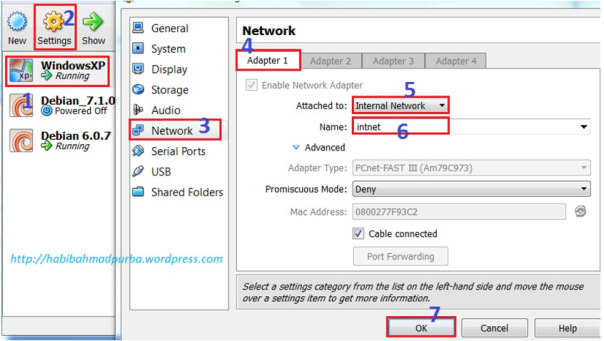 New Settings Show
2
WindowsXP
Running
1
Debian_7.1.0
Powered Off
Debian 6.0.7
Running
http://habibahmadpurba.wordpress.com
General
System
Display
Storage
Audio
Network 3
Serial Ports
USB
Shared Folders
Network
4
Adapter 1 Adapter 2 Adapter 3 Adapter 4
Enable Network Adapter
5
Attached to: Internal Network
6
Name: intnet
Advanced
Adapter Type: PCnet-FAST III (Am79C973)
Promiscuous Mode: Deny
Mac Address: 0800277F93C2
Cable connected
Port Forwarding
Select a settings category from the list on the left-hand side and move the mouse
over a settings item to get more information.
7
OK Cancel Help